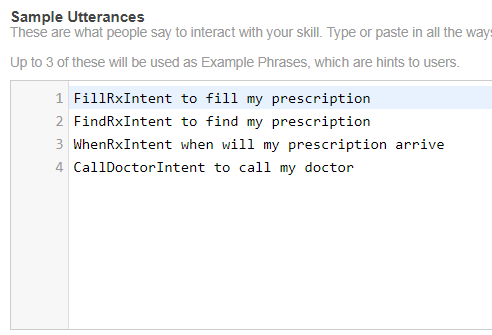 Sample Utterances
These are what people say to interact with your skill. Type or paste in all the ways
Up to 3 of these will be used as Example Phrases, which are hints to users.
1 FillRxIntent to fill my prescription
2 FindRxIntent to find my prescription
3 WhenRxIntent when will my prescription arrive
4 CallDoctorIntent to call my doctor